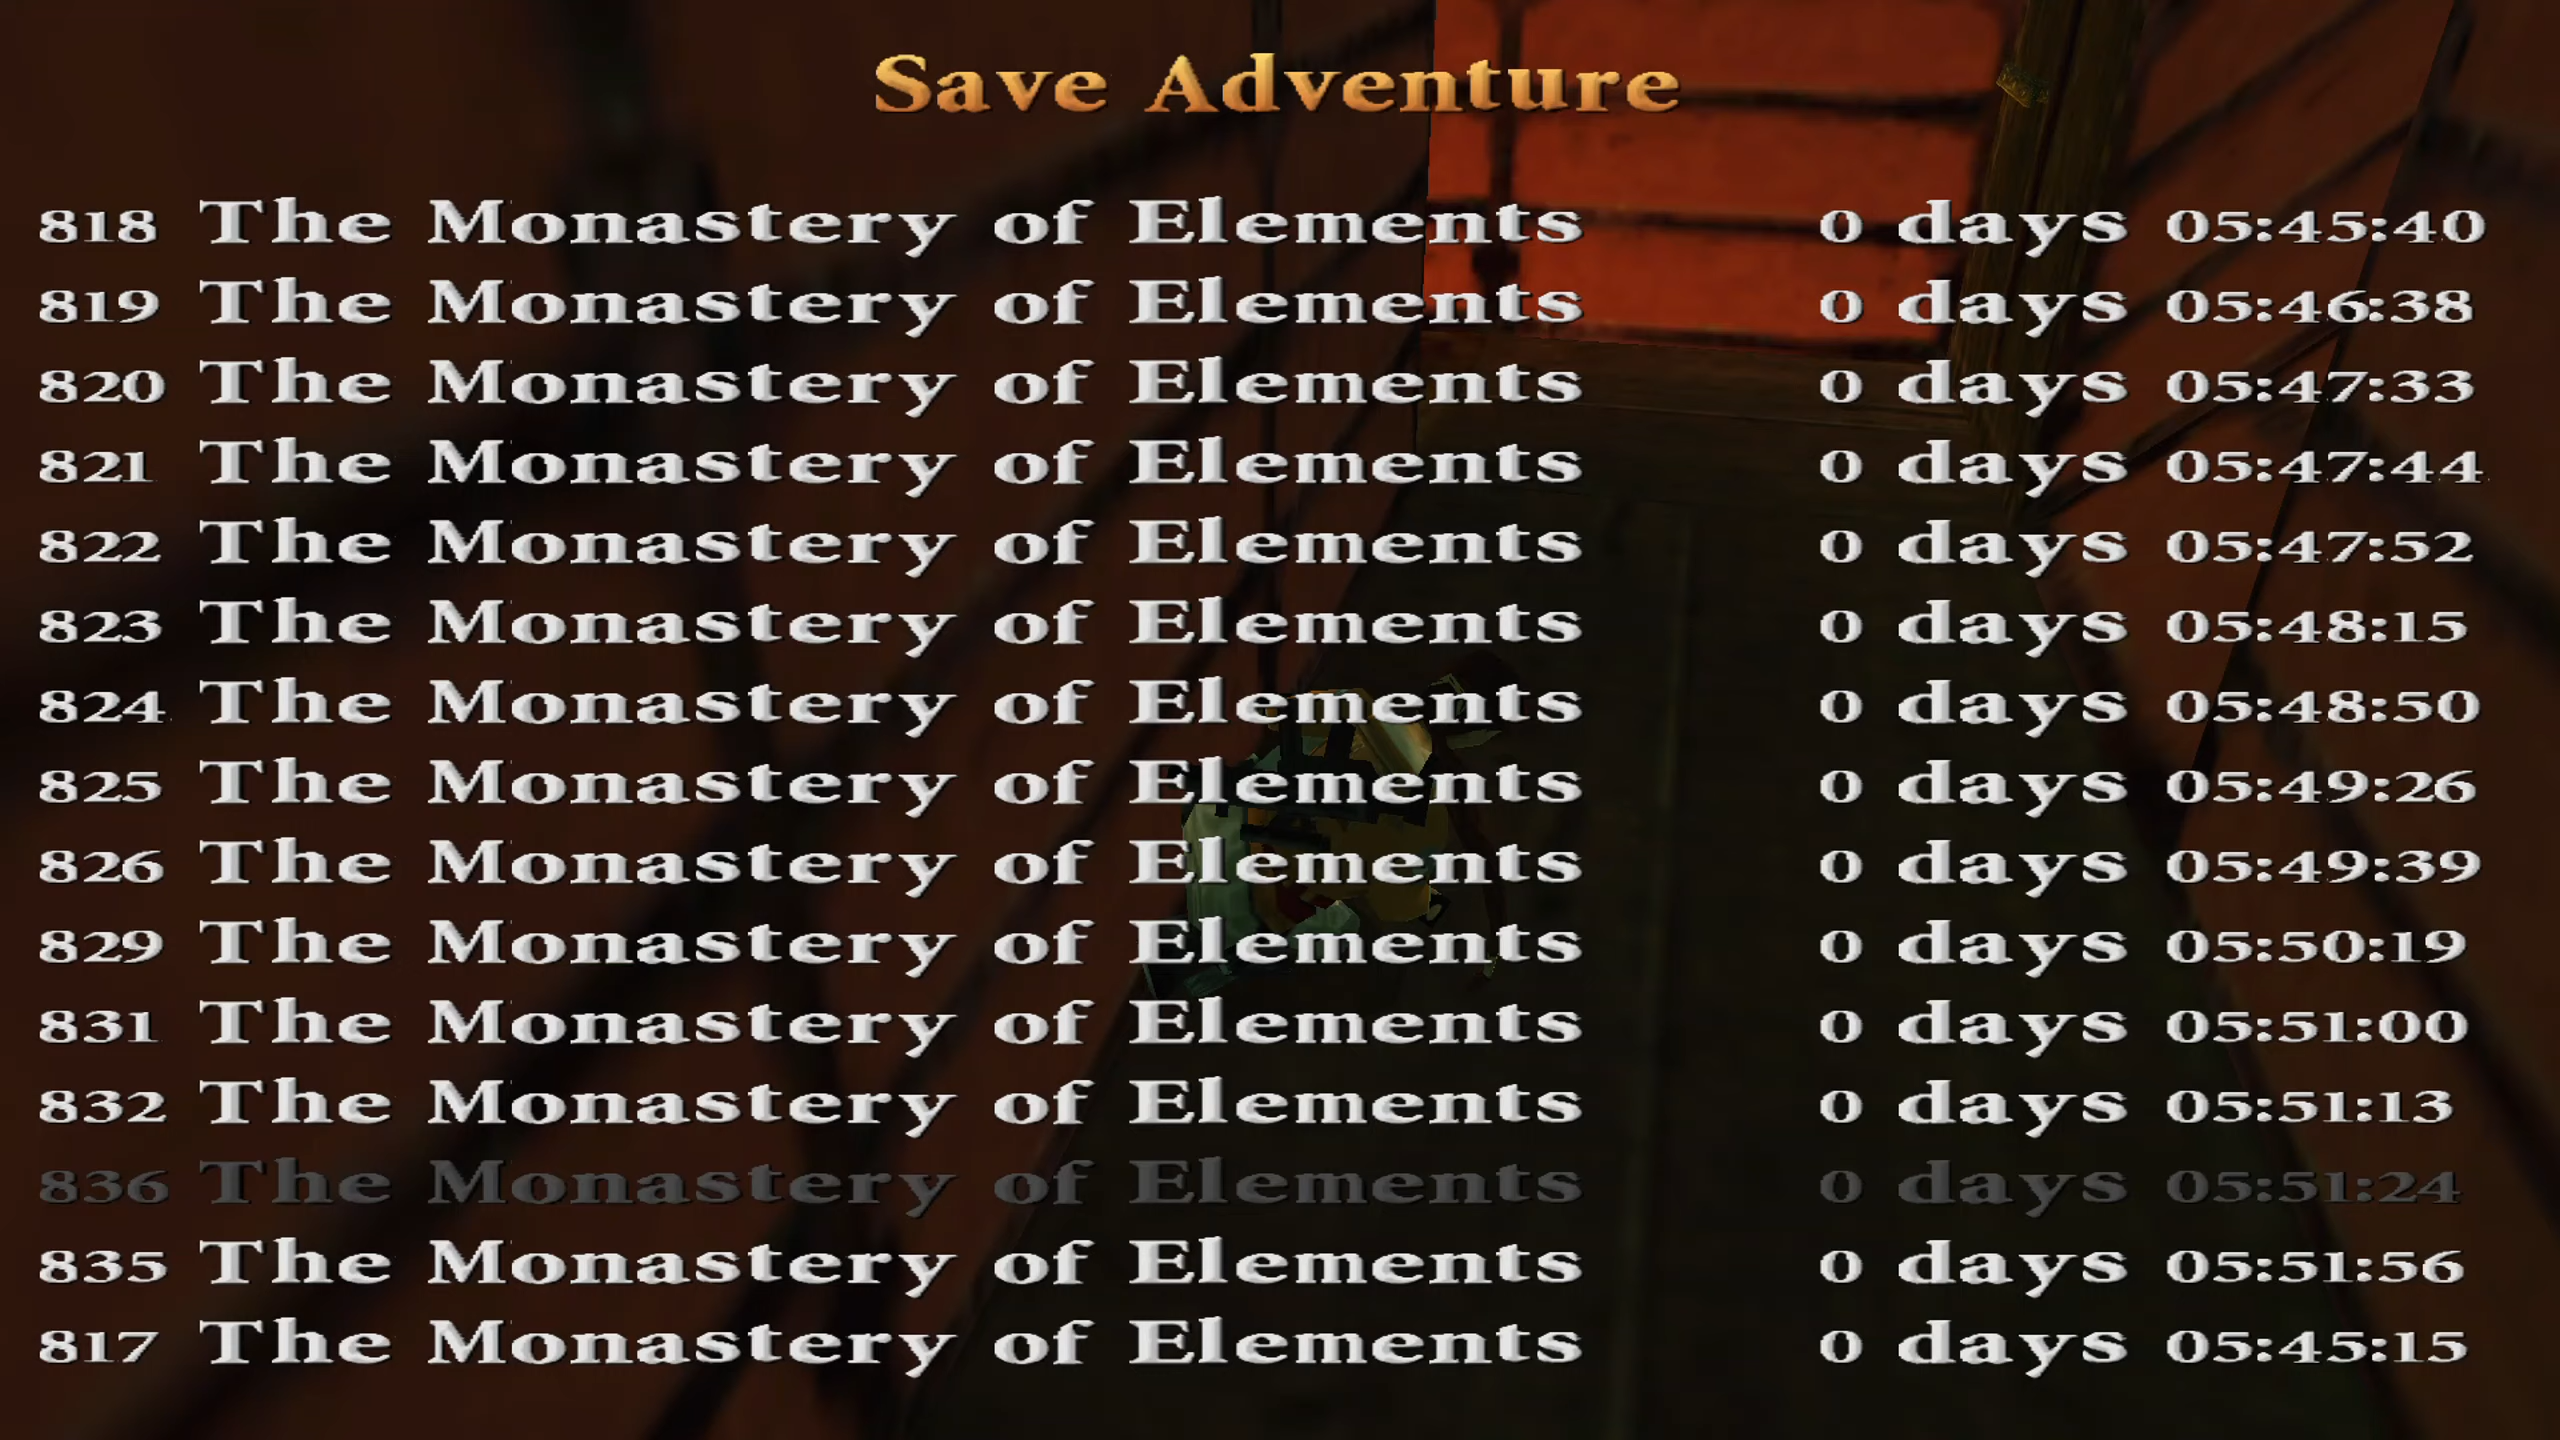 Save Adventure
818 The Monastery of Elements 0 days 05:45:40
819 The Monastery of Elements 0 days 05:46:38
820 The Monastery of Elements 0 days 05:47:33
821 The Monastery of Elements 0 days 05:47:44
822 The Monastery of Elements 0 days 05:47:52
823 The Monastery of Elements 0 days 05:48:15
824 The Monastery of Elements 0 days 05:48:50
825 The Monastery of Elements 0 days 05:49:26
826 The Monastery of Elements 0 days 05:49:39
829 The Monastery of Elements 0 days 05:50:19
831 The Monastery of Elements 0 days 05:51:00
832 The Monastery of Elements 0 days 05:51:13
836 The Monastery of Elements 0 days 05:51:24
835 The Monastery of Elements 0 days 05:51:56
817 The Monastery of Elements 0 days 05:45:15